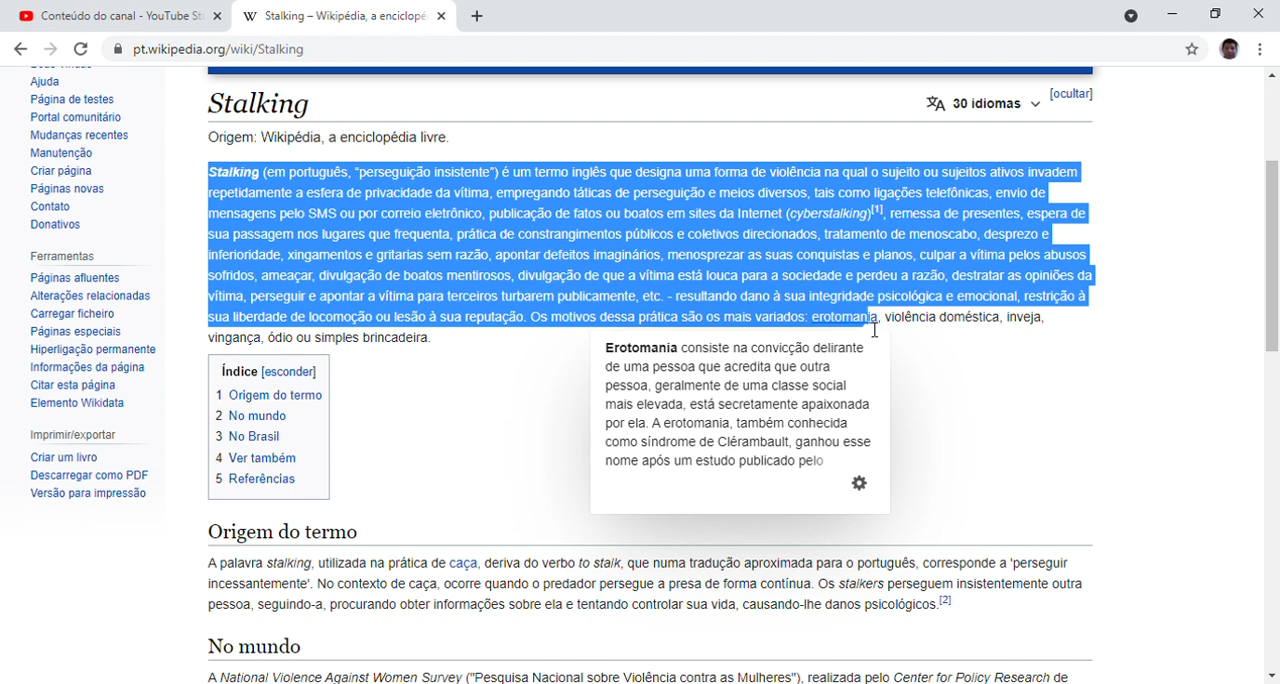 Conteúdo do canal - YouTube St
Stalking – Wikipédia, a enciclopé
pt.wikipedia.org/wiki/Stalking
Ajuda
Página de testes
Portal comunitário
Mudanças recentes
Manutenção
Criar página
Páginas novas
Contato
Donativos
Ferramentas
Páginas afluentes
Alterações relacionadas
Carregar ficheiro
Páginas especiais
Hiperligação permanente
Informações da página
Citar esta página
Elemento Wikidata
Imprimir/exportar
Criar um livro
Descarregar como PDF
Versão para impressão
[ocultar]
Stalking
30 idiomas
Origem: Wikipédia, a enciclopédia livre.
Stalking (em português, “perseguição insistente”) é um termo inglês que designa uma forma de violência na qual o sujeito ou sujeitos ativos invadem
repetidamente a esfera de privacidade da vítima, empregando táticas de perseguição e meios diversos, tais como ligações telefônicas, envio de
mensagens pelo SMS ou por correio eletrônico, publicação de fatos ou boatos em sites da Internet (cyberstalking)[1], remessa de presentes, espera de
sua passagem nos lugares que frequenta, prática de constrangimentos públicos e coletivos direcionados, tratamento de menoscabo, desprezo e
inferioridade, xingamentos e gritarias sem razão, apontar defeitos imaginários, menosprezar as suas conquistas e planos, culpar a vítima pelos abusos
sofridos, ameaçar, divulgação de boatos mentirosos, divulgação de que a vítima está louca para a sociedade e perdeu a razão, destratar as opiniões da
vítima, perseguir e apontar a vítima para terceiros turbarem publicamente, etc. - resultando dano à sua integridade psicológica e emocional, restrição à
sua liberdade de locomoção ou lesão à sua reputação. Os motivos dessa prática são os mais variados: erotomania, violência doméstica, inveja,
vingança, ódio ou simples brincadeira.
Erotomania consiste na convicção delirante
de uma pessoa que acredita que outra
pessoa, geralmente de uma classe social
mais elevada, está secretamente apaixonada
por ela. A erotomania, também conhecida
como síndrome de Clérambault, ganhou esse
nome após um estudo publicado pelo
Índice [esconder]
1 Origem do termo
2 No mundo
3 No Brasil
4 Ver também
5 Referências
Origem do termo
A palavra stalking, utilizada na prática de caça, deriva do verbo to stalk, que numa tradução aproximada para o português, corresponde a 'perseguir
incessantemente'. No contexto de caça, ocorre quando o predador persegue a presa de forma contínua. Os stalkers perseguem insistentemente outra
pessoa, seguindo-a, procurando obter informações sobre ela e tentando controlar sua vida, causando-lhe danos psicológicos.[2]
No mundo
A National Violence Against Women Survey ("Pesquisa Nacional sobre Violência contra as Mulheres"), realizada pelo Center for Policy Research de